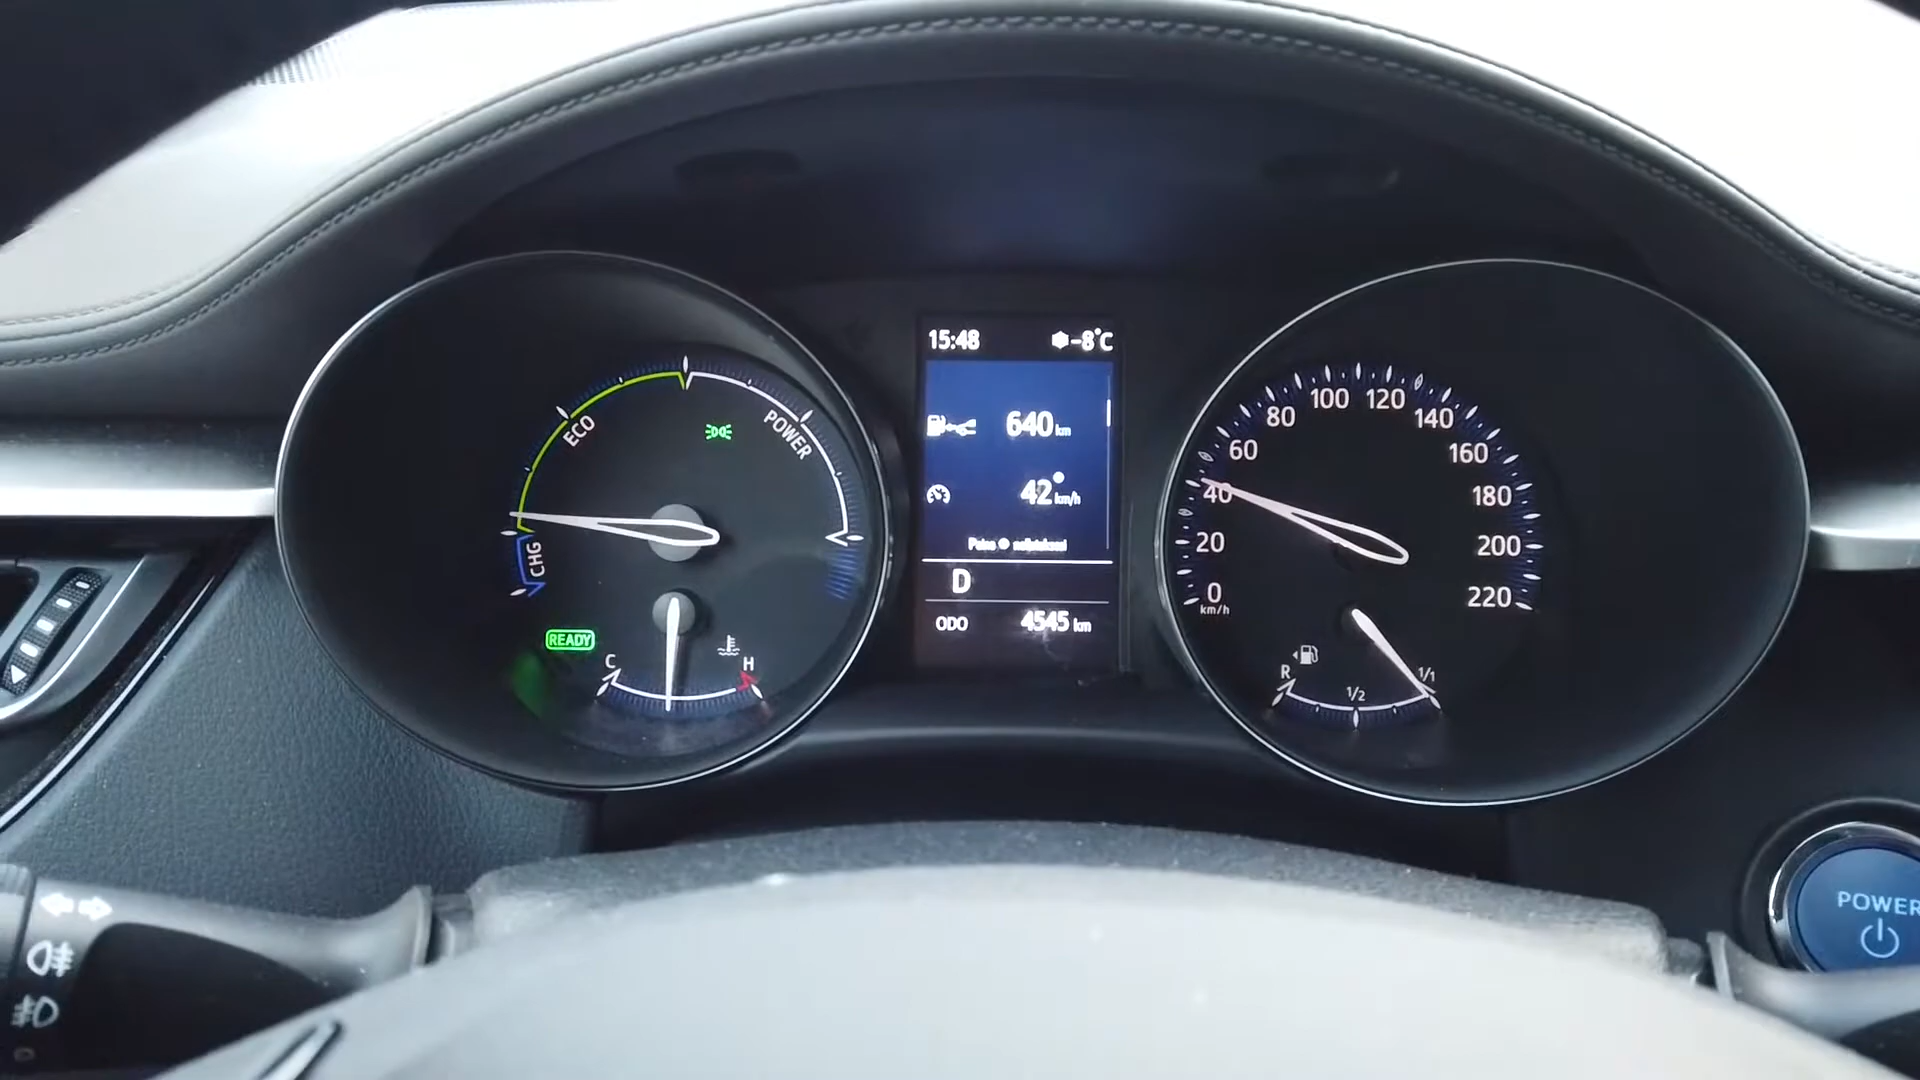 15:48 -8°C
640 km
42 km/h
D
ODO 4545 km
ECO
POWER
CHG
READY
C
H
0
km/h
20
40
60
80
100
120
140
160
180
200
220
R
1/2
1/1
POWER